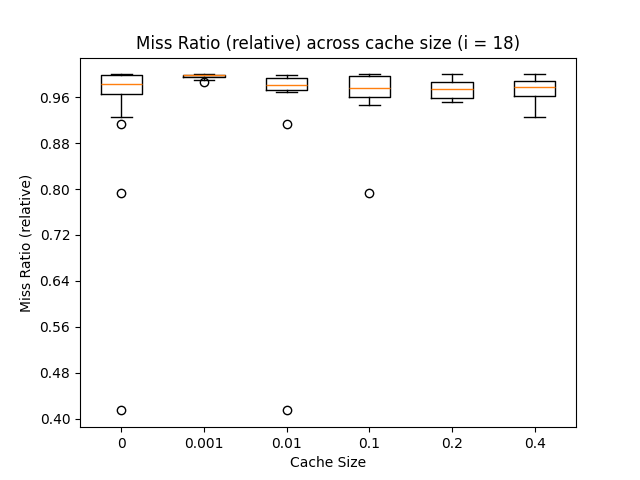 Miss Ratio (relative) across cache size (i = 18)
Miss Ratio (relative)
0.96
0.88
0.80
0.72
0.64
0.56
0.48
0.40
0 0.001 0.01 0.1 0.2 0.4
Cache Size